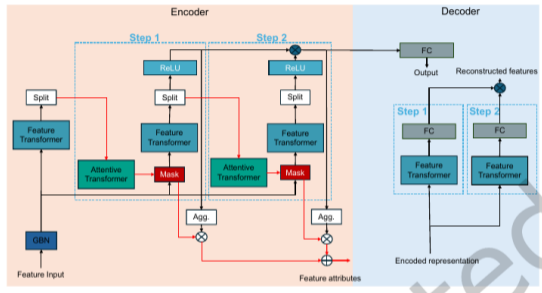 Encoder
Decoder
Step 1
Step 2
ReLU
ReLU
FC
Output
Reconstructed features
Split
Split
Split
Step 1
Step 2
Feature
Transformer
Feature
Transformer
Feature
Transformer
FC
FC
Attentive
Transformer
Mask
Attentive
Transformer
Mask
Feature
Transformer
Feature
Transformer
Agg.
Agg.
GBN
Feature Input
Feature attributes
Encoded representation